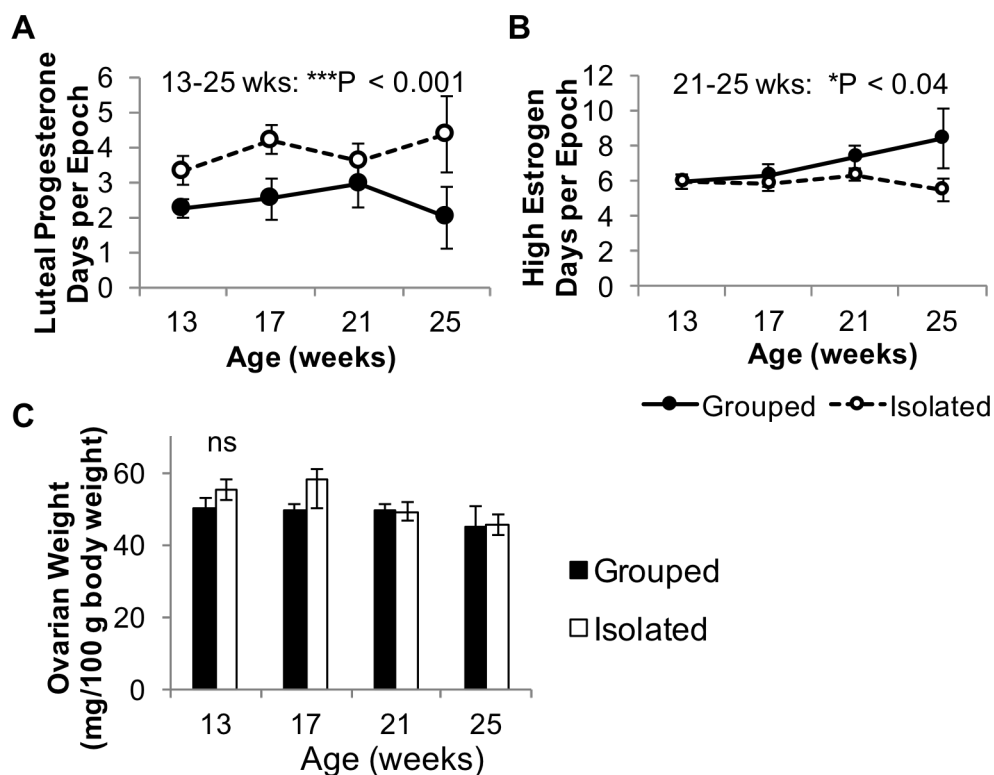 A
Luteal Progesterone
Days per Epoch
6
5
4
3
2
1
0
13-25 wks: ***P < 0.001
13 17 21 25
Age (weeks)
B
High Estrogen
Days per Epoch
12
10
8
6
4
2
0
21-25 wks: *P < 0.04
13 17 21 25
Age (weeks)
Grouped Isolated
C
Ovarian Weight
(mg/100 g body weight)
60
40
20
0
ns
13 17 21 25
Age (weeks)
Grouped
Isolated